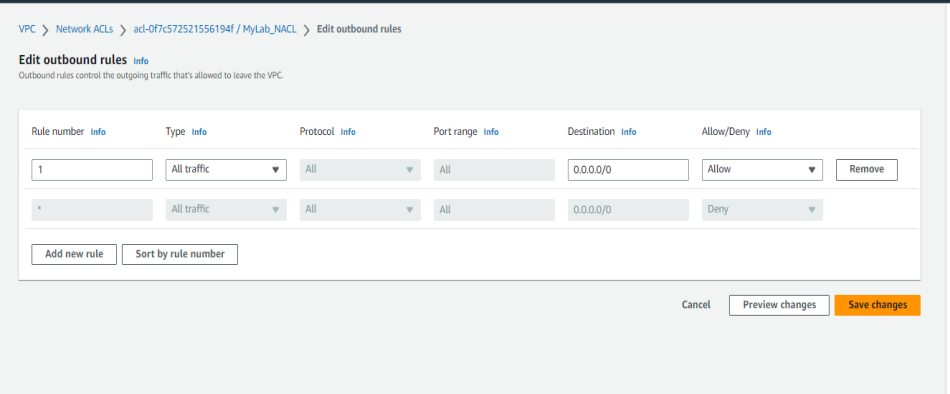 VPC > Network ACLs > acl-0f7c572521556194f / MyLab_NACL > Edit outbound rules
Edit outbound rules Info
Outbound rules control the outgoing traffic that's allowed to leave the VPC.
Rule number Info Type Info Protocol Info Port range Info Destination Info Allow/Deny Info
1 All traffic All All 0.0.0.0/0 Allow Remove
* All traffic All All 0.0.0.0/0 Deny
Add new rule Sort by rule number
Cancel Preview changes Save changes